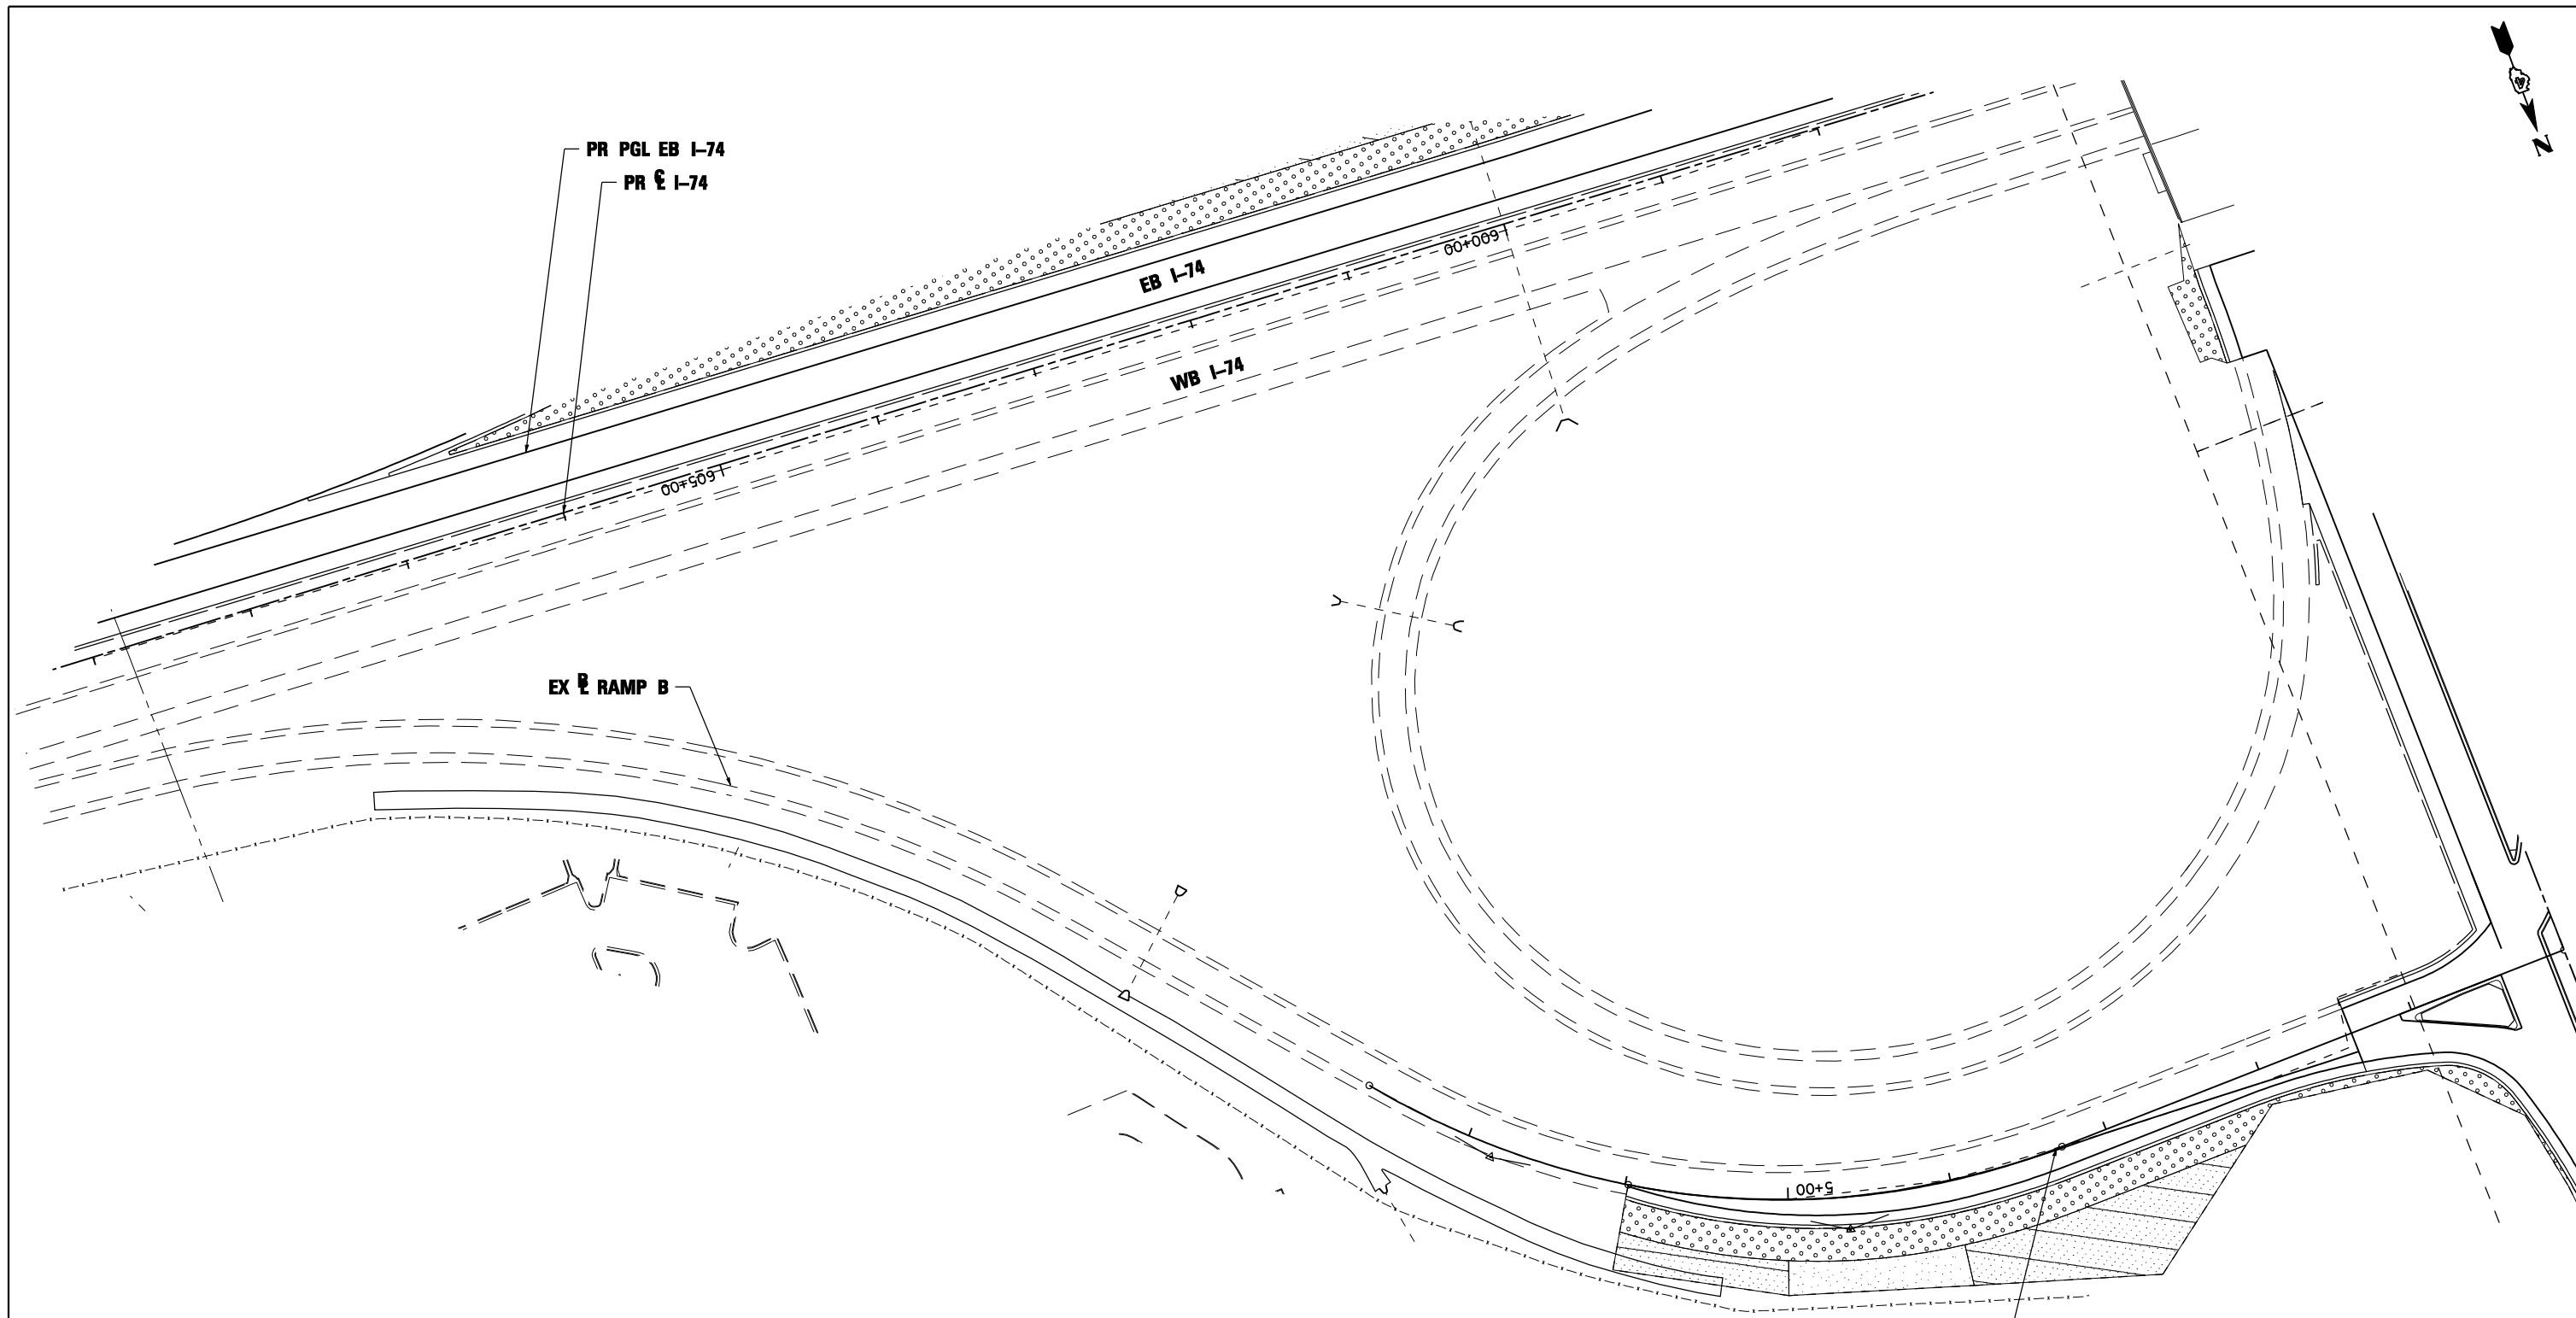 PR PGL EB I-74
PR ℄ I-74
N
600+00
EB I-74
WB I-74
605+00
EX ⅊ RAMP B
5+00